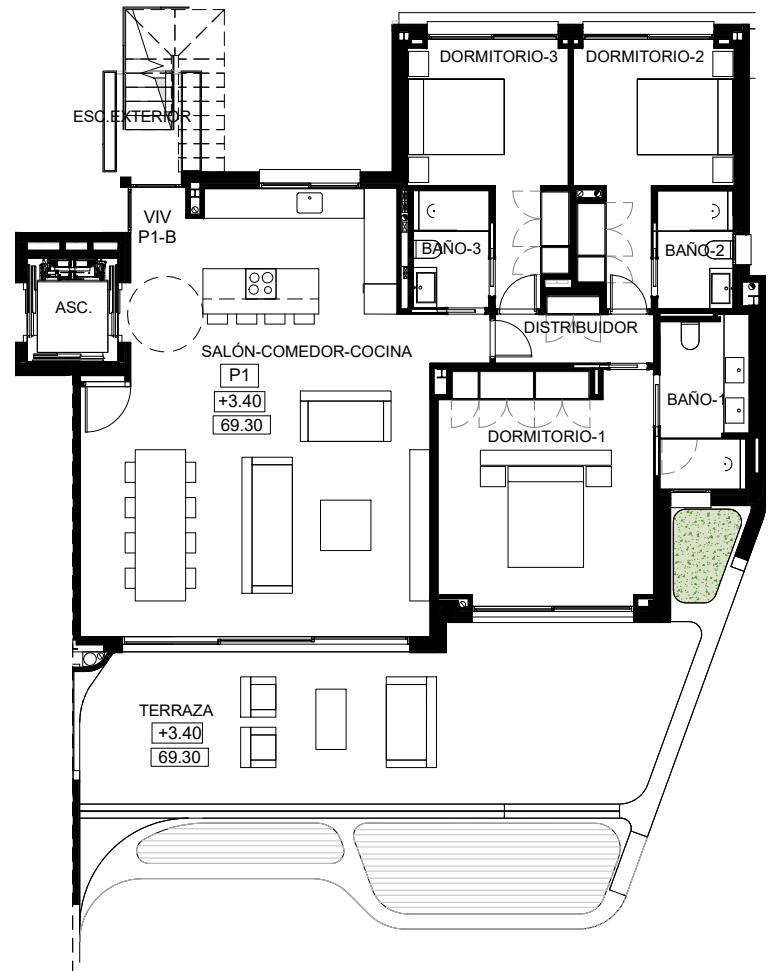 DORMITORIO-3
DORMITORIO-2
ESC.EXTERIOR
VIV
P1-B
BAÑO-3
BAÑO-2
ASC.
DISTRIBUIDOR
SALÓN-COMEDOR-COCINA
P1
+3.40
69.30
BAÑO-1
DORMITORIO-1
TERRAZA
+3.40
69.30